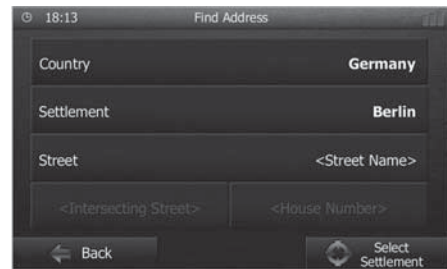 18:13 Find Address
Country Germany
Settlement Berlin
Street <Street Name>
<Intersecting Street> <House Number>
Back Select
Settlement